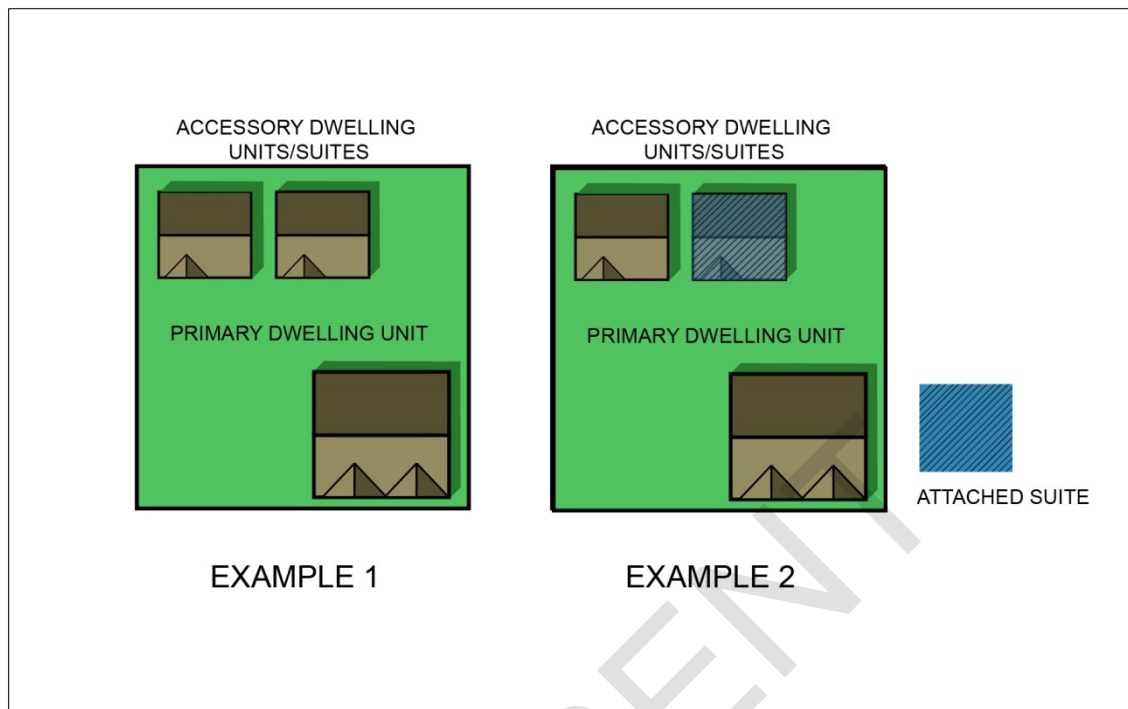 ACCESSORY DWELLING
UNITS/SUITES
PRIMARY DWELLING UNIT
EXAMPLE 1
ACCESSORY DWELLING
UNITS/SUITES
PRIMARY DWELLING UNIT
EXAMPLE 2
ATTACHED SUITE